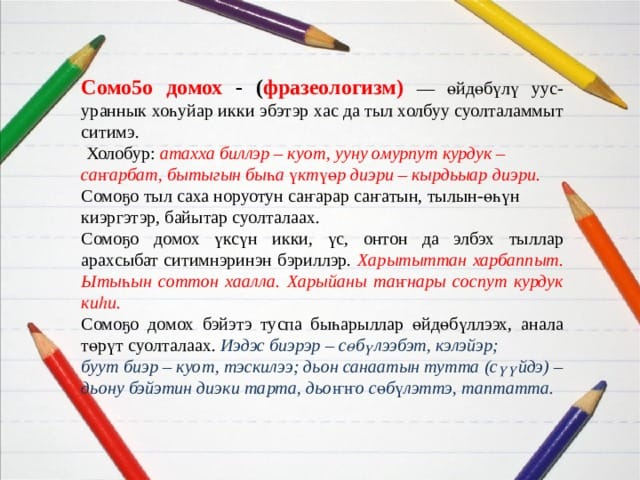 Сомо5о домох - (фразеологизм) — өйдөбүлү уус-
ураннык хоһуйар икки эбэтэр хас да тыл холбуу суолталаммыт
ситимэ.
Холобур: атахха биллэр – куот, ууну омурпут курдук –
саҥарбат, бытыгын быһа үктүөр диэри – кырдьыар диэри.
Сомоҕо тыл саха норуотун саҥарар саҥатын, тылын-өһүн
киэргэтэр, байытар суолталаах.
Сомоҕо домох үксүн икки, үс, онтон да элбэх тыллар
арахсыбат ситимнэринэн бэриллэр. Харытыттан харбаппыт.
Ытыһын соттон хаалла. Харыйаны таҥнары соспут курдук
киһи.
Сомоҕо домох бэйэтэ туспа быһарыллар өйдөбүллээх, анала
төрүт суолталаах. Иэдэс биэрэр – сөбүлээбэт, кэлэйэр;
буут биэр – куот, тэскилээ; дьон санаатын тутта (сүүйдэ) –
дьону бэйэтин диэки тарта, дьоҥҥо сөбүлэттэ, таптатта.